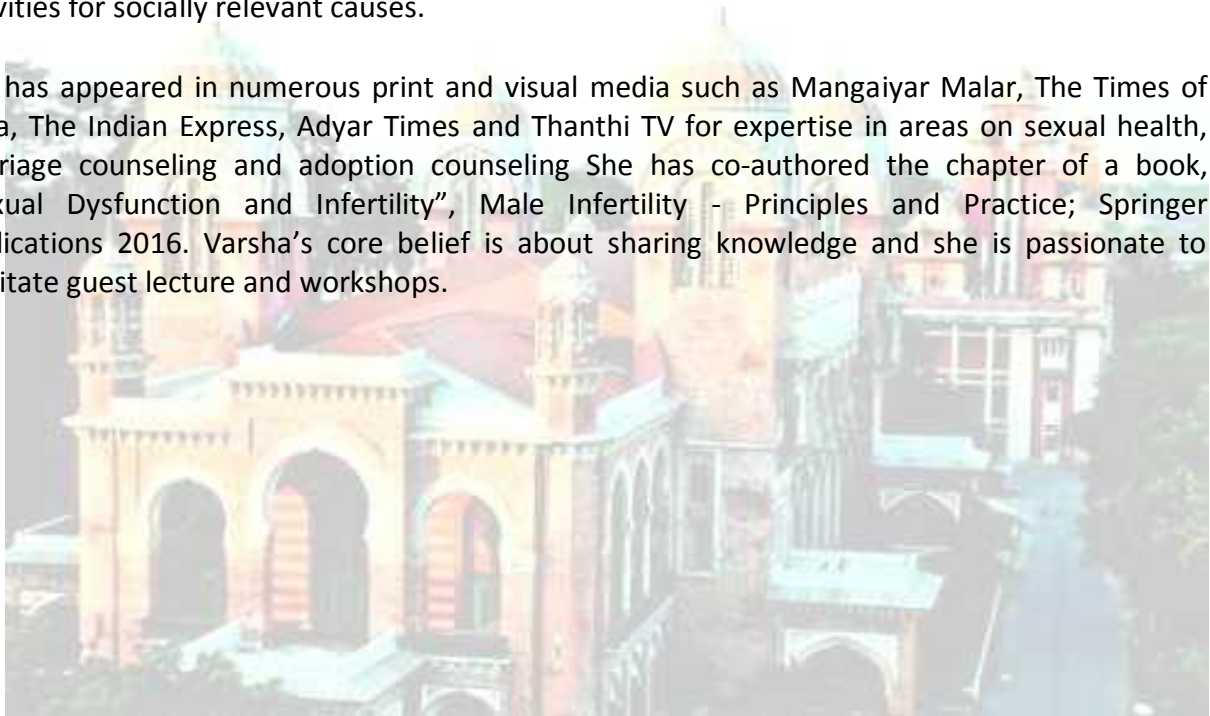 vities for socially relevant causes.
has appeared in numerous print and visual media such as Mangaiyar Malar, The Times of
a, The Indian Express, Adyar Times and Thanthi TV for expertise in areas on sexual health,
riage counseling and adoption counseling She has co-authored the chapter of a book,
xual Dysfunction and Infertility”, Male Infertility - Principles and Practice; Springer
lications 2016. Varsha’s core belief is about sharing knowledge and she is passionate to
itate guest lecture and workshops.